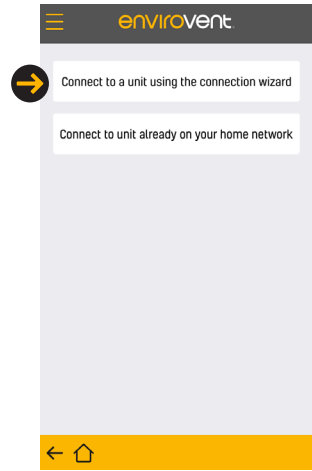 envirovent
Connect to a unit using the connection wizard
Connect to unit already on your home network